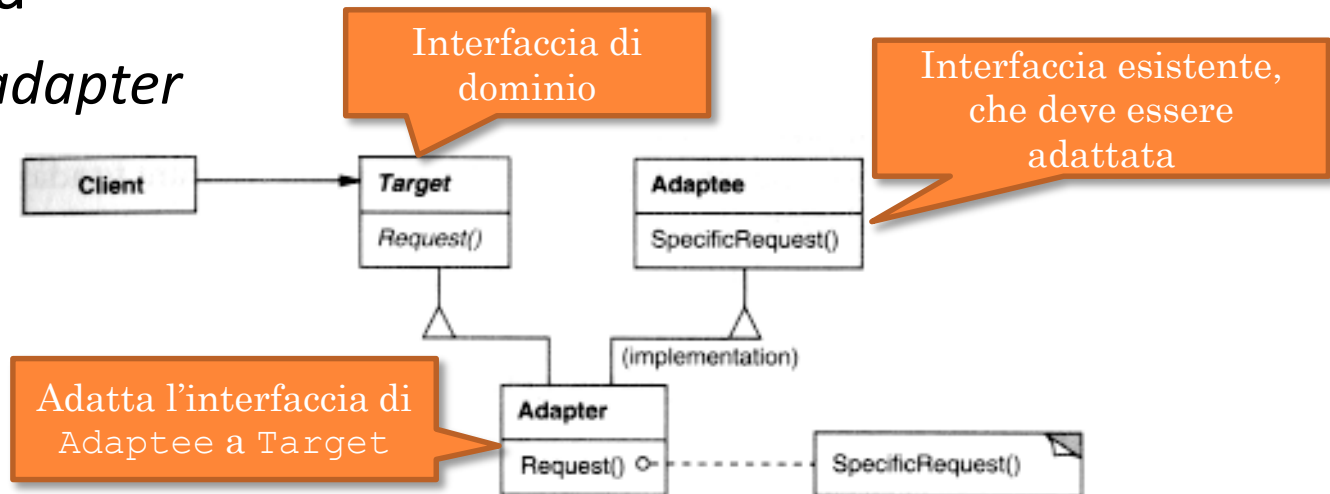 adapter
Interfaccia di
dominio
Interfaccia esistente,
che deve essere
adattata
Client
Target
Request()
Adaptee
SpecificRequest()
(implementation)
Adatta l'interfaccia di
Adaptee a Target
Adapter
Request()
SpecificRequest()